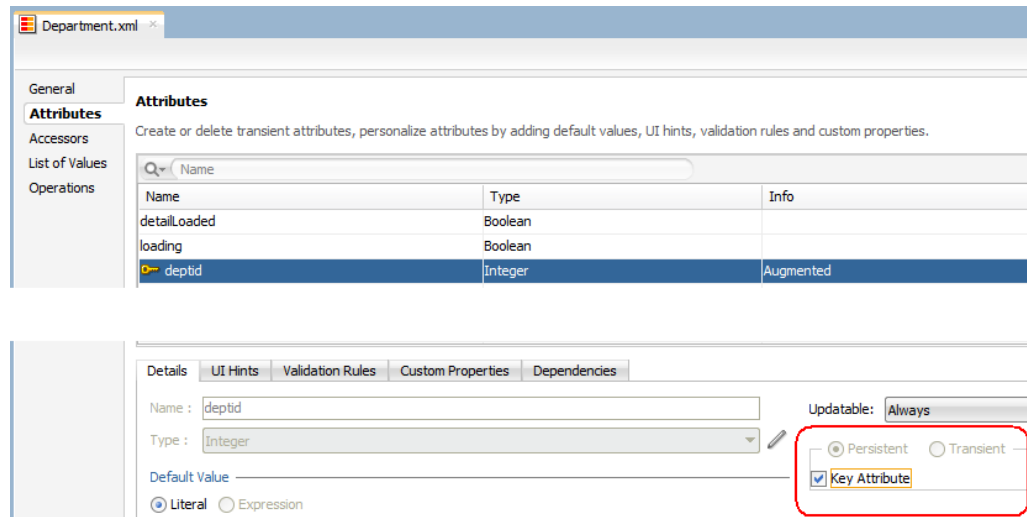 Department.xml
General
Attributes
Accessors
List of Values
Operations
Attributes
Create or delete transient attributes, personalize attributes by adding default values, UI hints, validation rules and custom properties.
Name
Name Type Info
detailLoaded Boolean
loading Boolean
deptid Integer Augmented
Details UI Hints Validation Rules Custom Properties Dependencies
Name : deptid Updatable: Always
Type : Integer Persistent Transient
Default Value Key Attribute
Literal Expression